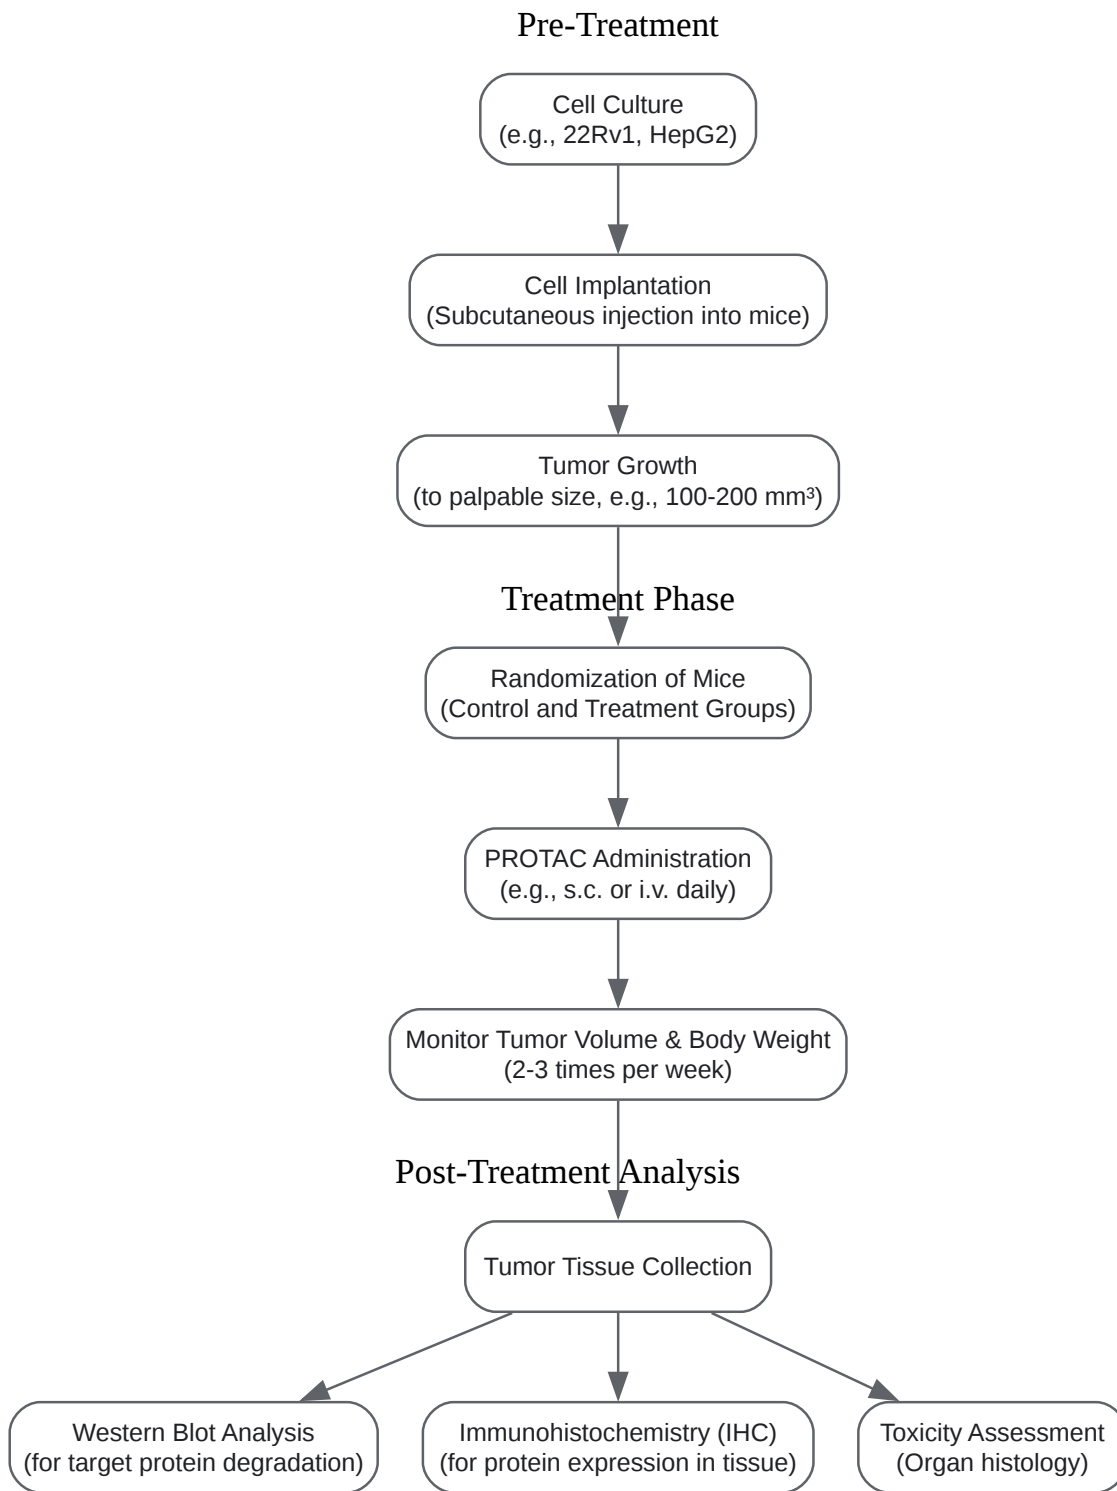 Pre-Treatment
Cell Culture
(e.g., 22Rv1, HepG2)
Cell Implantation
(Subcutaneous injection into mice)
Tumor Growth
(to palpable size, e.g., 100-200 mm³)
Treatment Phase
Randomization of Mice
(Control and Treatment Groups)
PROTAC Administration
(e.g., s.c. or i.v. daily)
Monitor Tumor Volume & Body Weight
(2-3 times per week)
Post-Treatment Analysis
Tumor Tissue Collection
Western Blot Analysis
(for target protein degradation)
Immunohistochemistry (IHC)
(for protein expression in tissue)
Toxicity Assessment
(Organ histology)